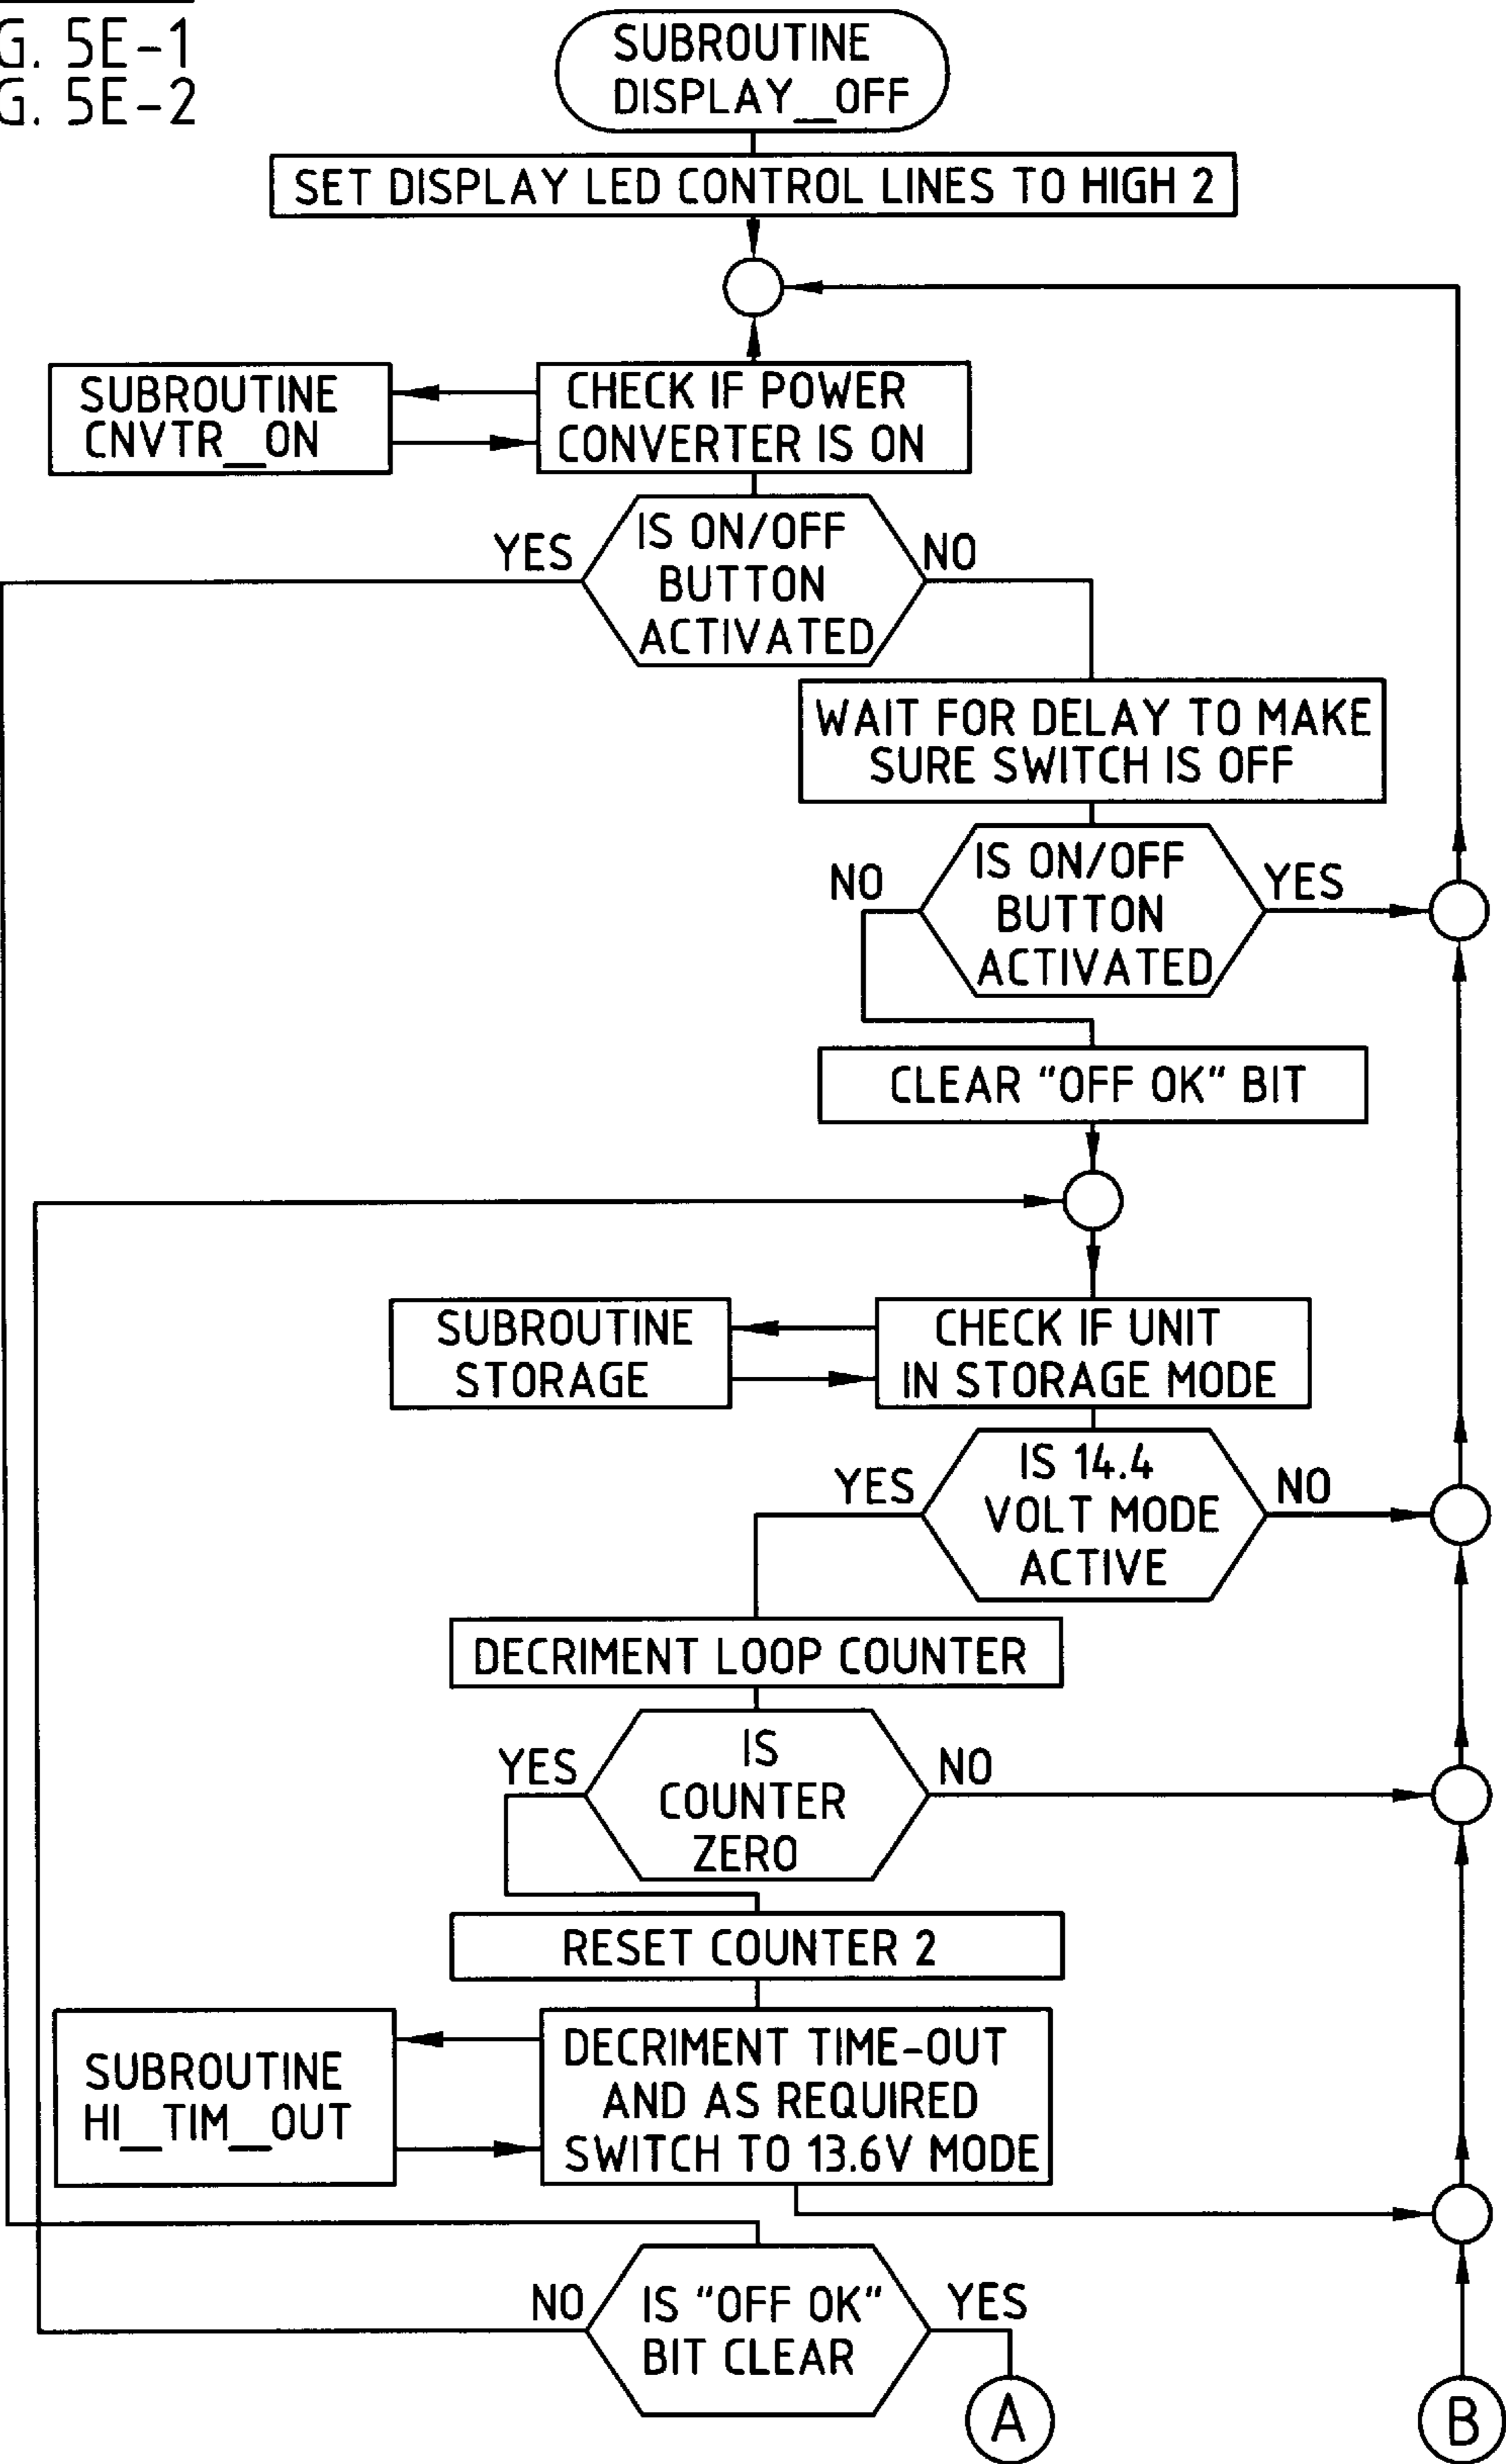 G. 5E-1
G. 5E-2
SUBROUTINE
DISPLAY__OFF
SET DISPLAY LED CONTROL LINES TO HIGH 2
SUBROUTINE
CNVTR__ON
CHECK IF POWER
CONVERTER IS ON
YES
IS ON/OFF
BUTTON
ACTIVATED
NO
WAIT FOR DELAY TO MAKE
SURE SWITCH IS OFF
NO
IS ON/OFF
BUTTON
ACTIVATED
YES
CLEAR "OFF OK" BIT
SUBROUTINE
STORAGE
CHECK IF UNIT
IN STORAGE MODE
YES
IS 14.4
VOLT MODE
ACTIVE
NO
DECRIMENT LOOP COUNTER
YES
IS
COUNTER
ZERO
NO
RESET COUNTER 2
SUBROUTINE
HI__TIM__OUT
DECRIMENT TIME-OUT
AND AS REQUIRED
SWITCH TO 13.6V MODE
NO
IS "OFF OK"
BIT CLEAR
YES
A
B